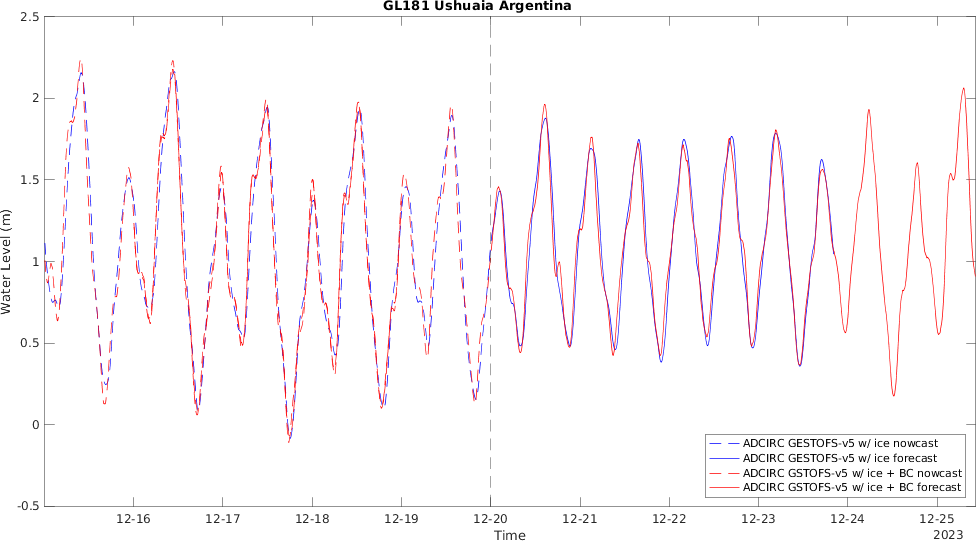 GL181 Ushuaia Argentina
2.5
2
1.5
1
0.5
0
-0.5
Water Level (m)
12-16 12-17 12-18 12-19 12-20 12-21 12-22 12-23 12-24 12-25
Time
2023
ADCIRC GESTOFS-v5 w/ ice nowcast
ADCIRC GESTOFS-v5 w/ ice forecast
ADCIRC GSTOFS-v5 w/ ice + BC nowcast
ADCIRC GSTOFS-v5 w/ ice + BC forecast